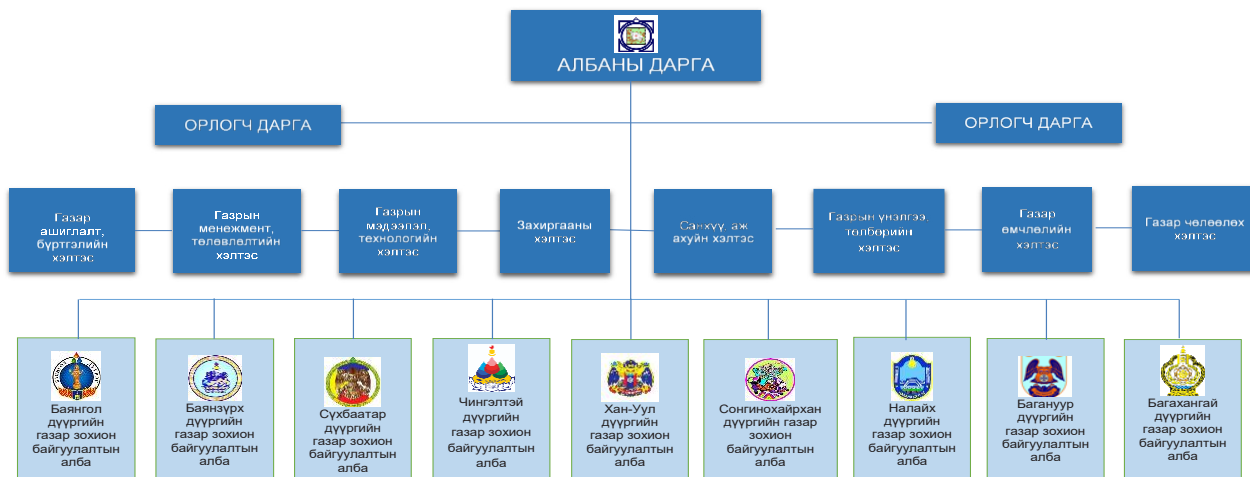 АЛБАНЫ ДАРГА
ОРЛОГЧ ДАРГА
ОРЛОГЧ ДАРГА
Газар
ашиглалт,
бүртгэлийн
хэлтэс
Газрын
менежмент,
төлөвлөлтийн
хэлтэс
Газрын
мэдээлэл,
технологийн
хэлтэс
Захиргааны
хэлтэс
Санхүү, аж
ахуйн хэлтэс
Газрын үнэлгээ,
төлбөрийн
хэлтэс
Газар
өмчлөлийн
хэлтэс
Газар чөлөөлөх
хэлтэс
Баянгол
дүүргийн
газар зохион
байгуулалтын
алба
Баянзүрх
дүүргийн
газар зохион
байгуулалтын
алба
Сүхбаатар
дүүргийн
газар зохион
байгуулалтын
алба
Чингэлтэй
дүүргийн
газар зохион
байгуулалтын
алба
Хан-Уул
дүүргийн
газар зохион
байгуулалтын
алба
Сонгинохайрхан
дүүргийн газар
зохион
байгуулалтын
алба
Налайх
дүүргийн
газар зохион
байгуулалтын
алба
Багануур
дүүргийн
газар зохион
байгуулалтын
алба
Багахангай
дүүргийн
газар зохион
байгуулалтын
алба